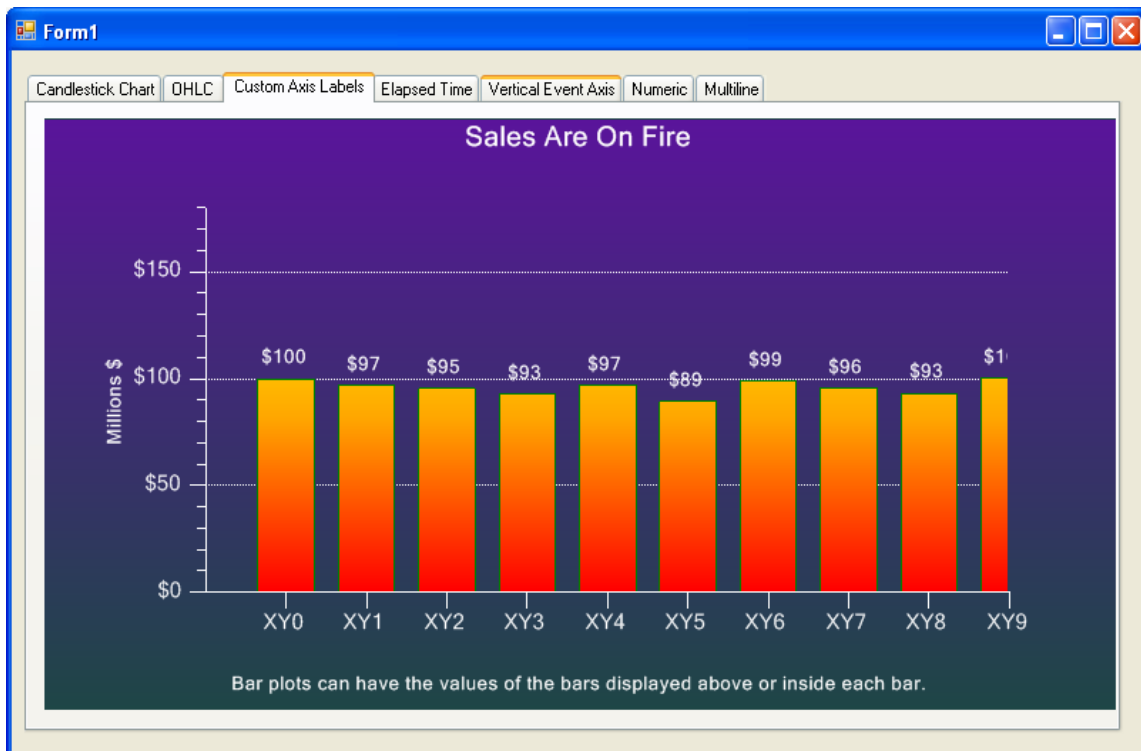 Form1
Candlestick Chart OHLC Custom Axis Labels Elapsed Time Vertical Event Axis Numeric Multiline
Sales Are On Fire
$150
$100 $97 $95 $93 $97 $89 $99 $96 $93
$100
Millions $
$50
$0
XY0 XY1 XY2 XY3 XY4 XY5 XY6 XY7 XY8 XY9
Bar plots can have the values of the bars displayed above or inside each bar.